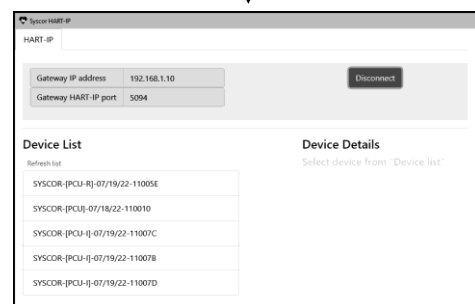 Syscor HART-IP
HART-IP
Gateway IP address 192.168.1.10 Disconnect
Gateway HART-IP port 5094
Device List
Refresh list
SYSCOR-[PCU-R]-07/19/22-11005E
SYSCOR-[PCU]-07/18/22-110010
SYSCOR-[PCU-I]-07/19/22-11007C
SYSCOR-[PCU-I]-07/19/22-11007B
SYSCOR-[PCU-I]-07/19/22-11007D
Device Details
Select device from "Device list"